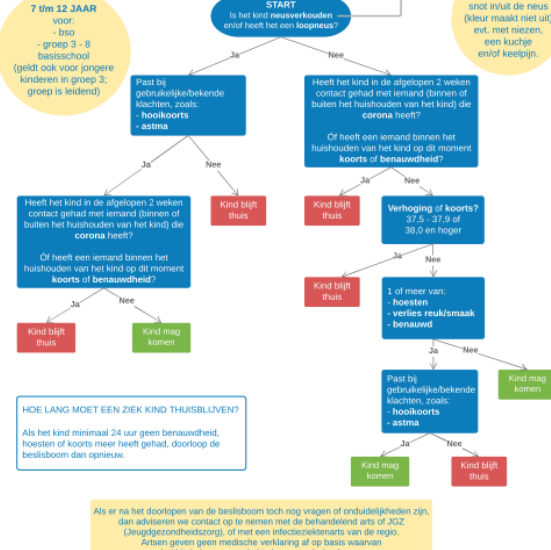 7 t/m 12 JAAR
voor:
- bso
- groep 3 - 8
basisschool
(geldt ook voor jongere
kinderen in groep 3;
groep is leidend)
START
Is het kind neusverkouden
en/of heeft het een loopneus?
snot in/uit de neus
(kleur maakt niet uit)
evt. met niezen,
een kuchje
en/of keelpijn.
Ja
Nee
Past bij
gebruikelijke/bekende
klachten, zoals:
- hooikoorts
- astma
Heeft het kind in de afgelopen 2 weken
contact gehad met iemand (binnen of
buiten het huishouden van het kind) die
corona heeft?
Óf heeft een iemand binnen het
huishouden van het kind op dit moment
koorts of benauwdheid?
Ja
Nee
Ja
Nee
Heeft het kind in de afgelopen 2 weken
contact gehad met iemand (binnen of
buiten het huishouden van het kind) die
corona heeft?
Óf heeft een iemand binnen het
huishouden van het kind op dit moment
koorts of benauwdheid?
Kind blijft
thuis
Kind blijft
thuis
Verhoging of koorts?
37,5 - 37,9 of
38,0 en hoger
Ja
Nee
Kind blijft
thuis
1 of meer van:
- hoesten
- verlies reuk/smaak
- benauwd
Ja
Nee
Kind blijft
thuis
Kind mag
komen
Ja
Nee
Past bij
gebruikelijke/bekende
klachten, zoals:
- hooikoorts
- astma
Kind mag
komen
Ja
Nee
Kind mag
komen
Kind blijft
thuis
HOE LANG MOET EEN ZIEK KIND THUISBLIJVEN?
Als het kind minimaal 24 uur geen benauwdheid,
hoesten of koorts meer heeft gehad, doorloop de
beslisboom dan opnieuw.
Als er na het doorlopen van de beslisboom toch nog vragen of onduidelijkheden zijn,
dan adviseren we contact op te nemen met de behandelend arts of JGZ
(Jeugdgezondheidszorg), of met een infectieziektenarts van de regio.
Artsen geven geen medische verklaring af op basis waarvan